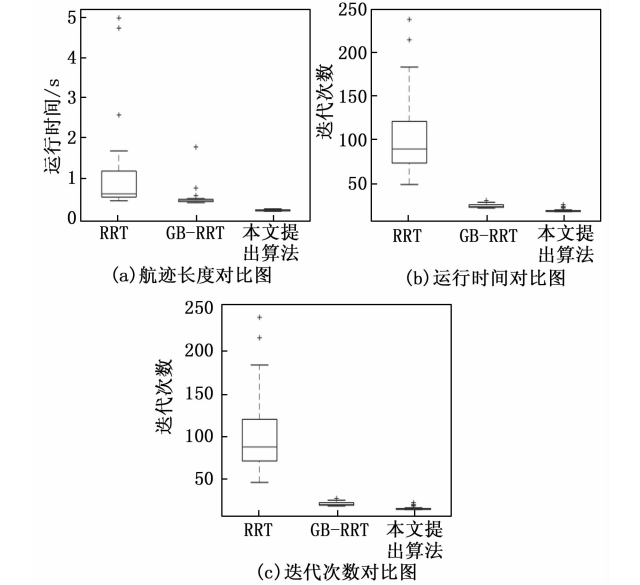 5
4
3
2
1
0
运行时间/s
RRT
GB-RRT
本文提
出算法
(a)航迹长度对比图
250
200
150
100
50
迭代次数
RRT
GB-RRT
本文提
出算法
(b)运行时间对比图
250
200
150
100
50
迭代次数
RRT
GB-RRT
本文提
出算法
(c)迭代次数对比图